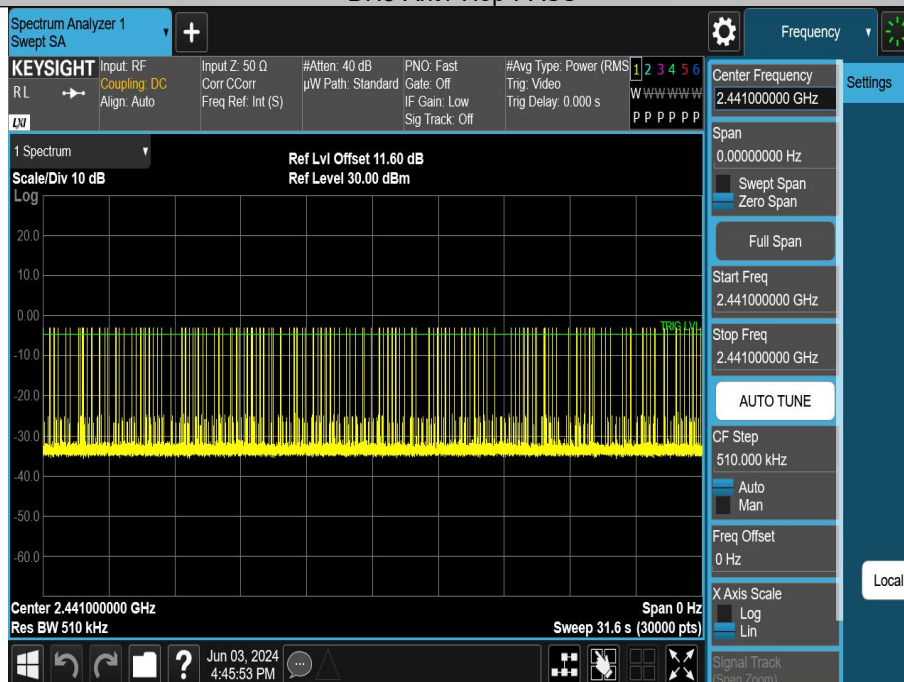 Spectrum Analyzer 1
Swept SA
+
Frequency
KEYSIGHT
RL
LXI
Input: RF
Coupling: DC
Align: Auto
Input Z: 50 Ω
Corr CCorr
Freq Ref: Int (S)
#Atten: 40 dB
µW Path: Standard
PNO: Fast
Gate: Off
IF Gain: Low
Sig Track: Off
#Avg Type: Power (RMS
Trig: Video
Trig Delay: 0.000 s
1 2 3 4 5 6
W W W W W W
P P P P P P
1 Spectrum
Scale/Div 10 dB
Ref Lvl Offset 11.60 dB
Ref Level 30.00 dBm
Log
20.0
10.0
0.00
-10.0
-20.0
-30.0
-40.0
-50.0
-60.0
TRIG LVL
Center 2.441000000 GHz
Res BW 510 kHz
Span 0 Hz
Sweep 31.6 s (30000 pts)
Jun 03, 2024
4:45:53 PM
Center Frequency
2.441000000 GHz
Span
0.00000000 Hz
Swept Span
Zero Span
Full Span
Start Freq
2.441000000 GHz
Stop Freq
2.441000000 GHz
AUTO TUNE
CF Step
510.000 kHz
Auto
Man
Freq Offset
0 Hz
X Axis Scale
Log
Lin
Signal Track
(Span Zoom)
Settings
Local